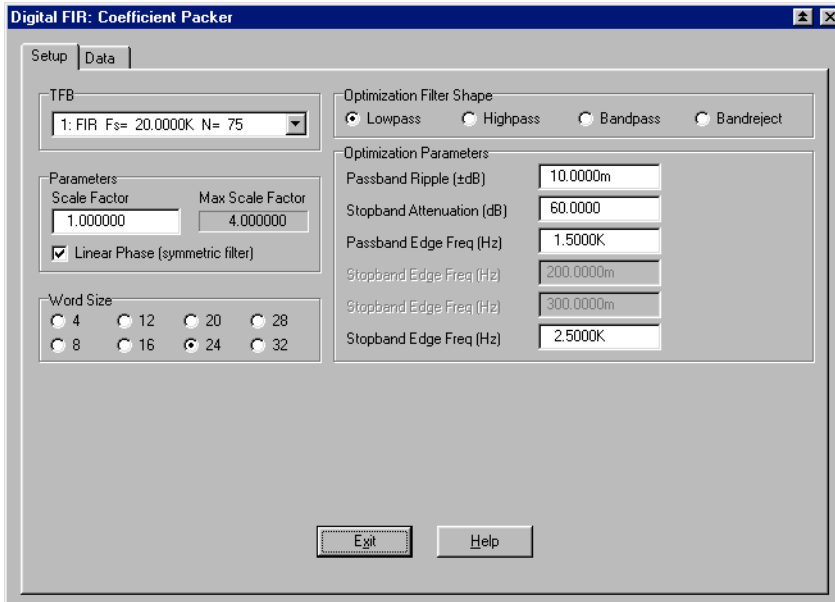 Digital FIR: Coefficient Packer
Setup
Data
TFB
1: FIR Fs= 20.0000K N= 75
Parameters
Scale Factor
Max Scale Factor
1.000000
4.000000
Linear Phase (symmetric filter)
Word Size
4 12 20 28
8 16 24 32
Optimization Filter Shape
Lowpass Highpass Bandpass Bandreject
Optimization Parameters
Passband Ripple (±dB) 10.0000m
Stopband Attenuation (dB) 60.0000
Passband Edge Freq (Hz) 1.5000K
Stopband Edge Freq (Hz) 200.0000m
Stopband Edge Freq (Hz) 300.0000m
Stopband Edge Freq (Hz) 2.5000K
Exit Help